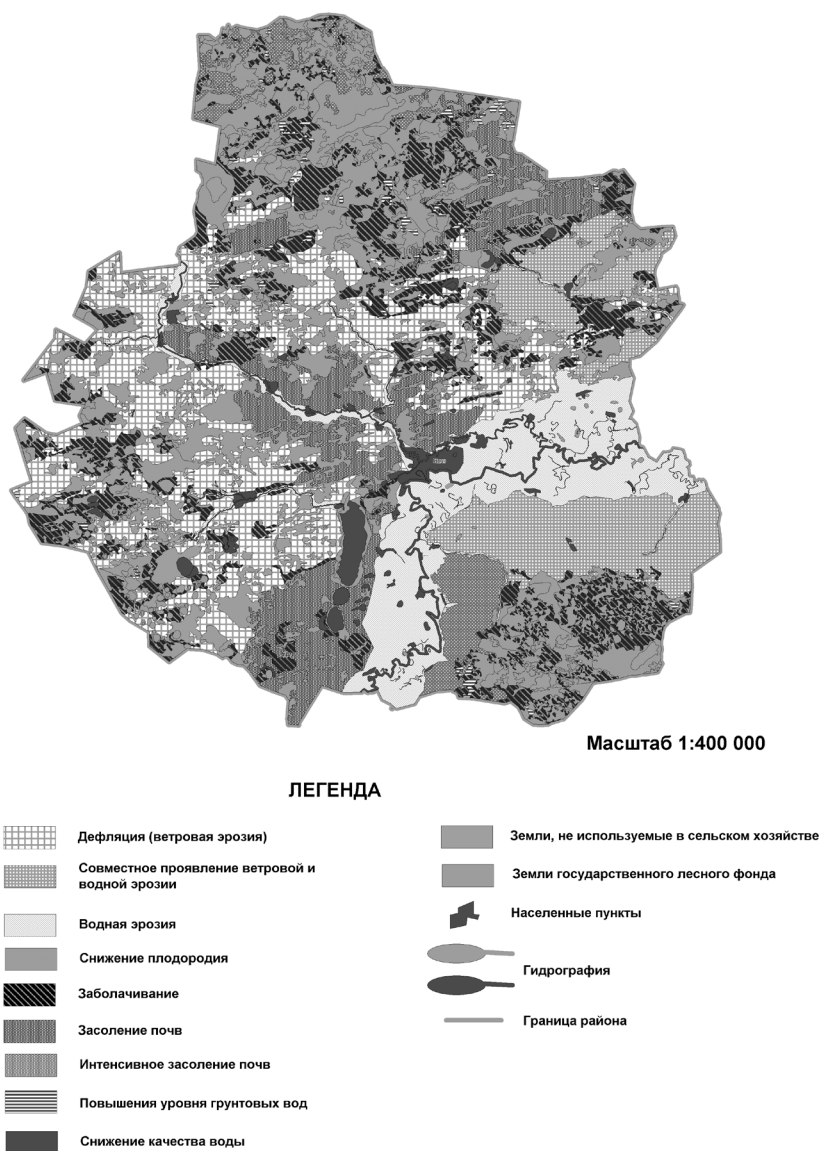 Масштаб 1:400 000
ЛЕГЕНДА
Дефляция (ветровая эрозия)
Совместное проявление ветровой и
водной эрозии
Водная эрозия
Снижение плодородия
Заболачивание
Засоление почв
Интенсивное засоление почв
Повышения уровня грунтовых вод
Снижение качества воды
Земли, не используемые в сельском хозяйстве
Земли государственного лесного фонда
Населенные пункты
Гидрография
Граница района